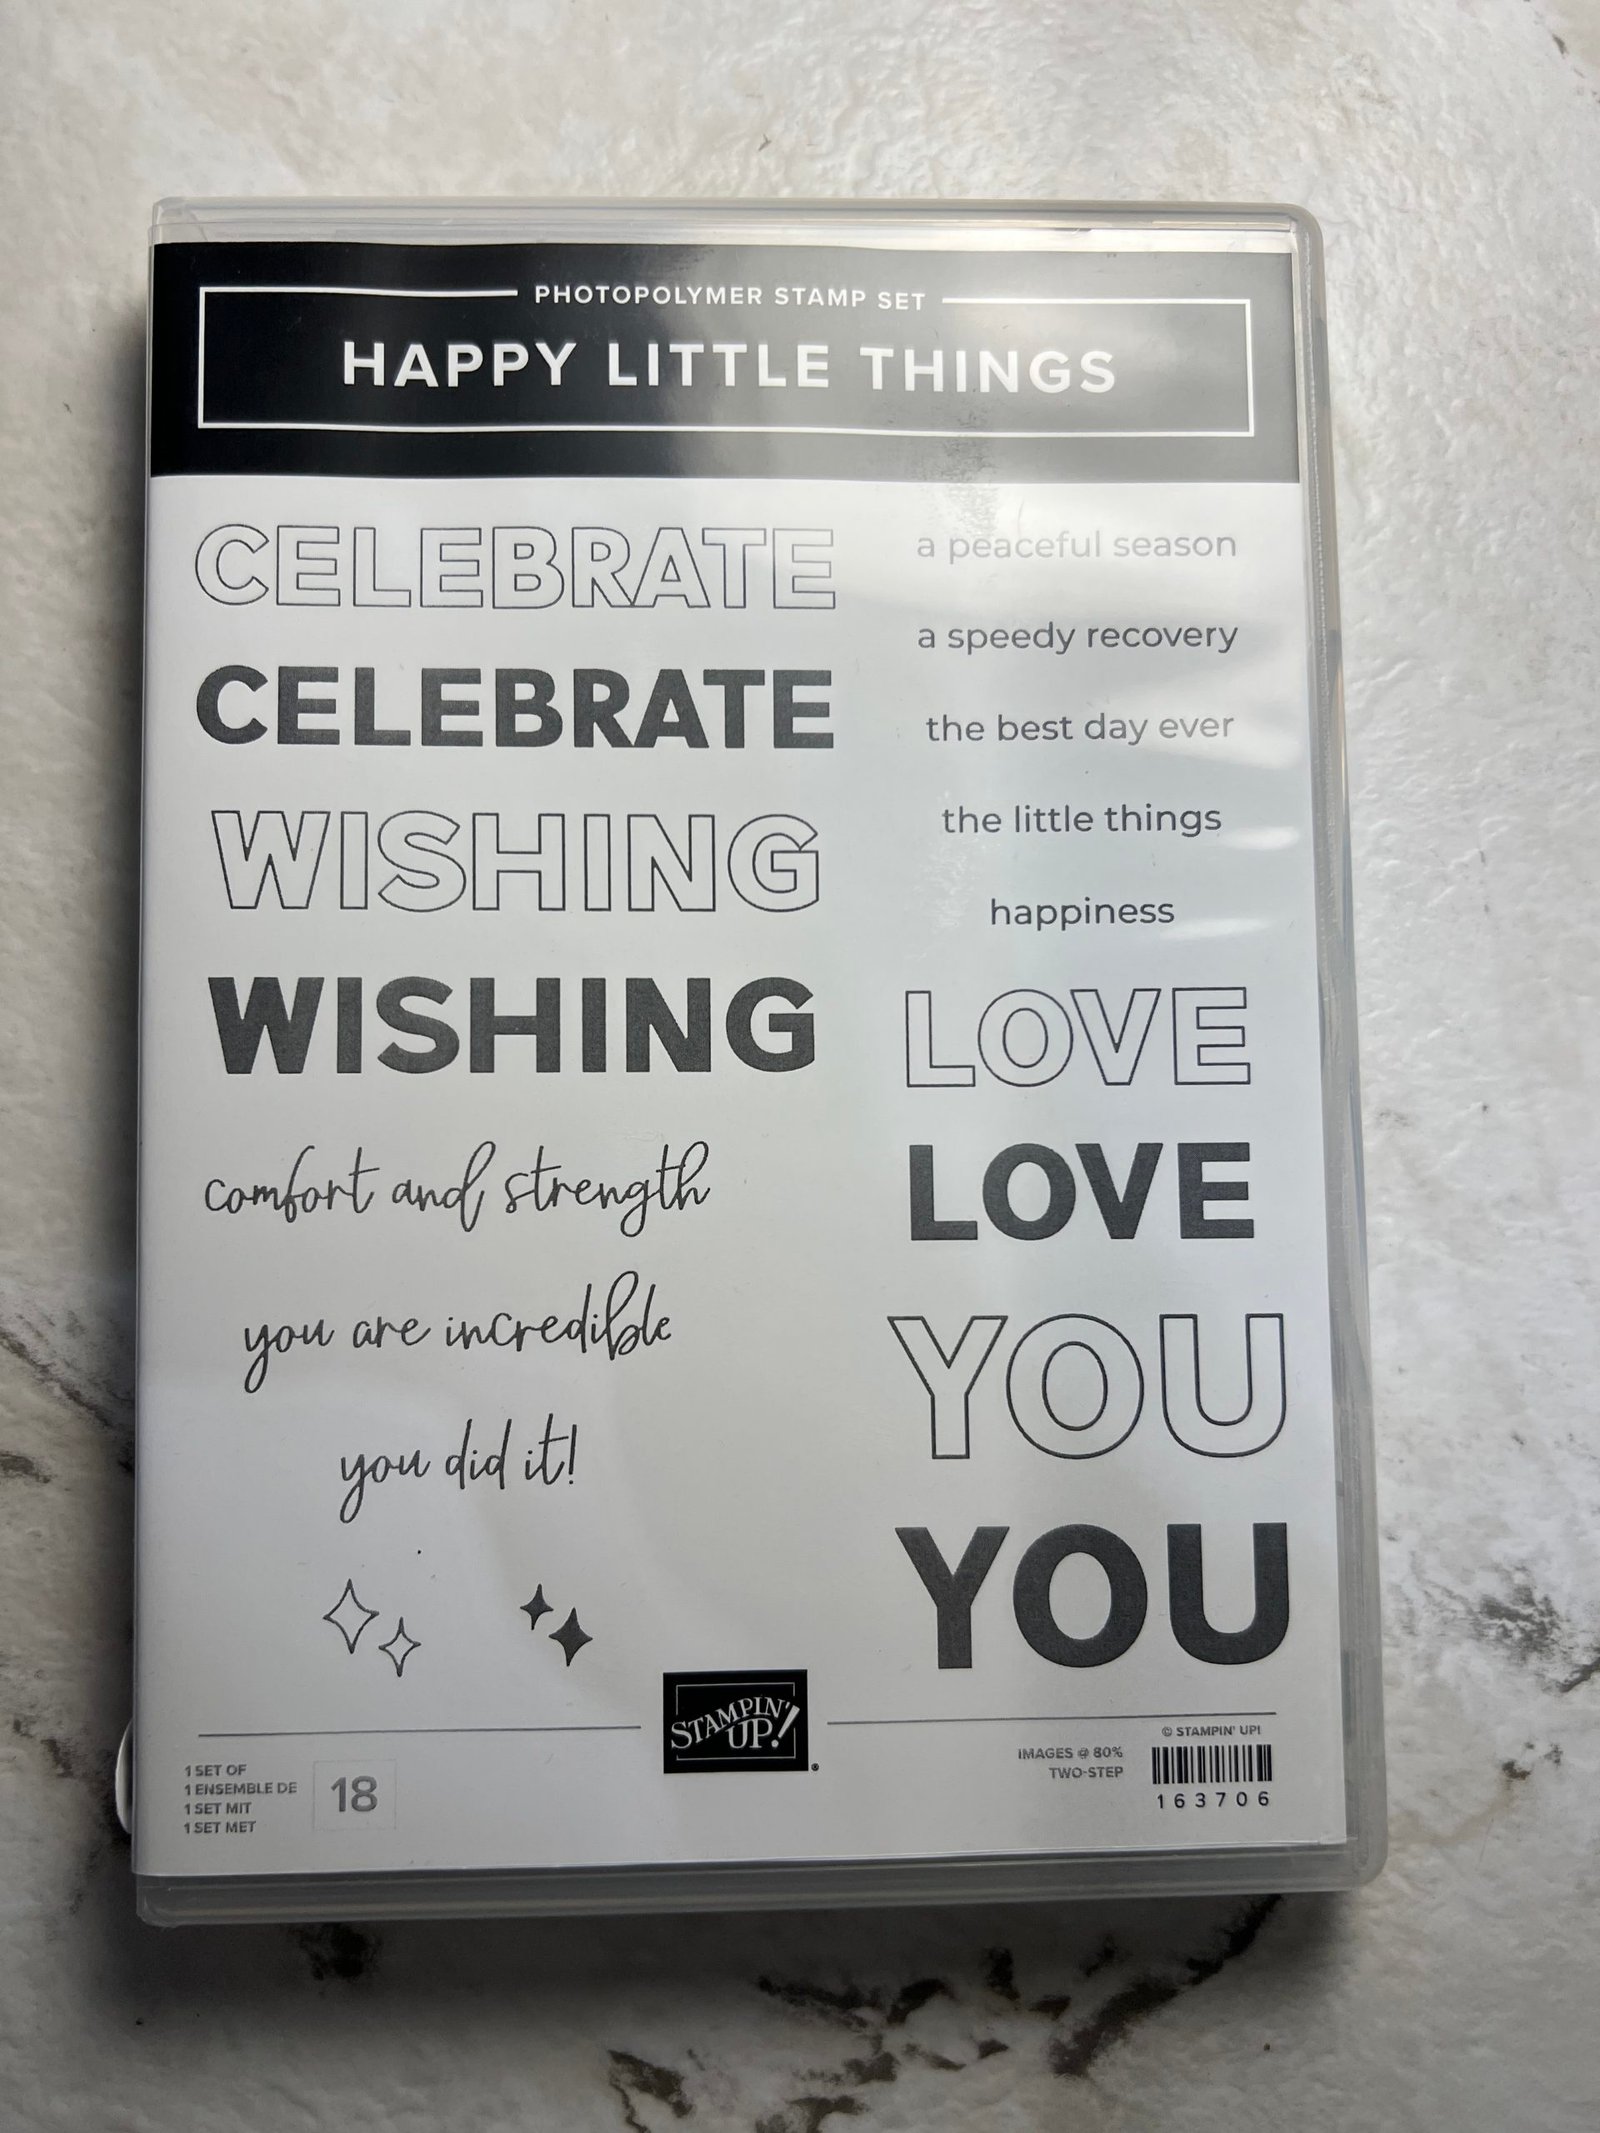 PHOTOPOLYMER STAMP SET
HAPPY LITTLE THINGS
CELEBRATE
CELEBRATE
WISHING
WISHING
comfort and strength
you are incredible
you did it!
a peaceful season
a speedy recovery
the best day ever
the little things
happiness
LOVE
LOVE
YOU
YOU
STAMPIN'
UP!
1 SET OF
1 ENSEMBLE DE
1 SET MIT
1 SET MET
18
IMAGES @ 80%
TWO-STEP
© STAMPIN' UP!
163706